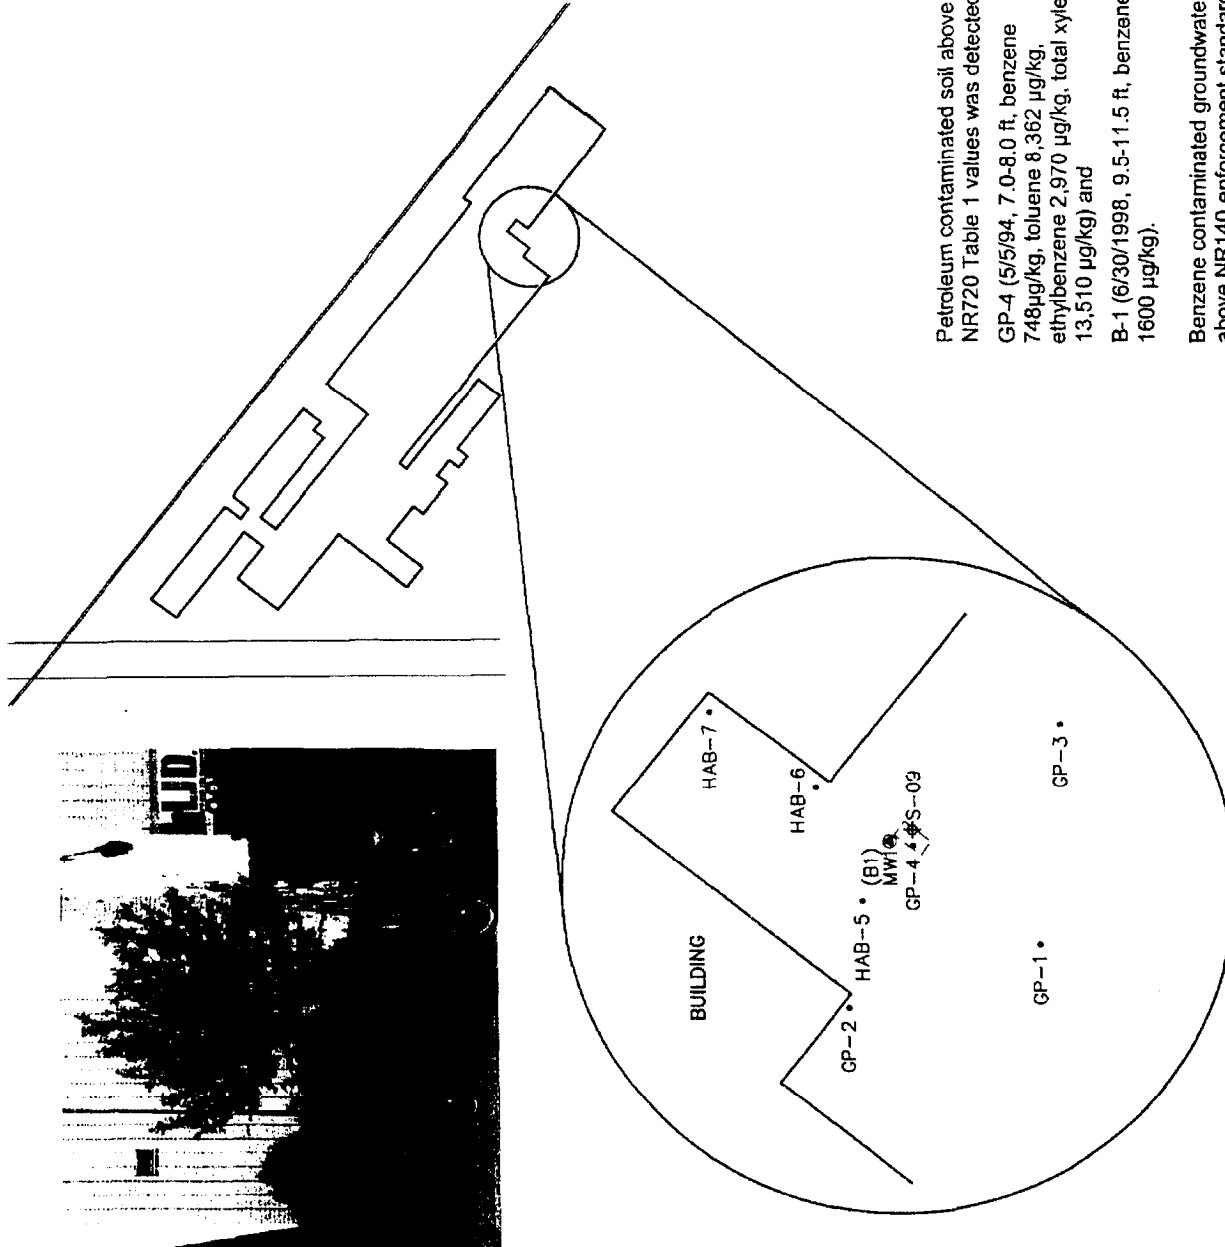 UD
BUILDING
HAB-7
HAB-6
HAB-5
(B1)
MW1
GP-4
S-09
GP-2
GP-3
GP-1
Petroleum contaminated soil above
NR720 Table 1 values was detected
GP-4 (5/5/94, 7.0-8.0 ft, benzene
748µg/kg, toluene 8,362 µg/kg,
ethylbenzene 2,970 µg/kg, total xyle
13,510 µg/kg) and
B-1 (6/30/1998, 9.5-11.5 ft, benzene
1600 µg/kg).
Benzene contaminated groundwate
above NR140 enforcement standard